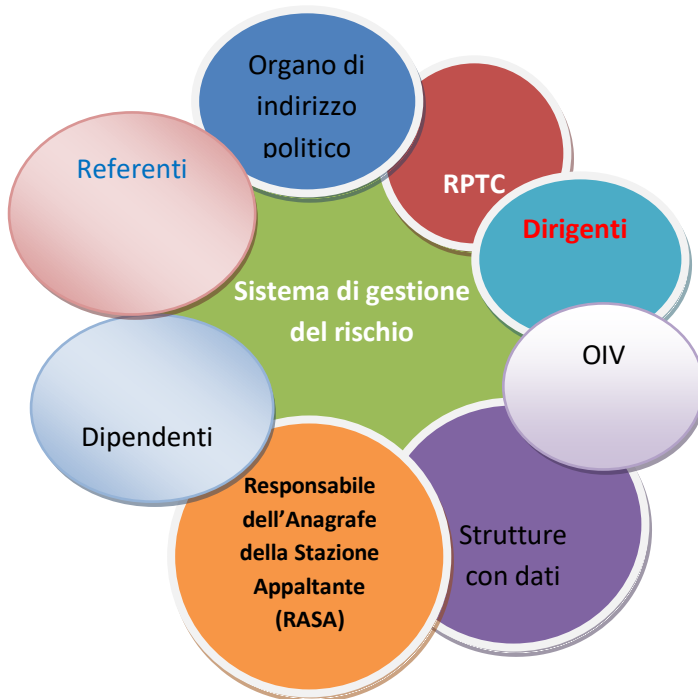 Organo di
indirizzo
politico
RPTC
Dirigenti
OIV
Strutture
con dati
Responsabile
dell’Anagrafe
della Stazione
Appaltante
(RASA)
Dipendenti
Referenti
Sistema di gestione
del rischio